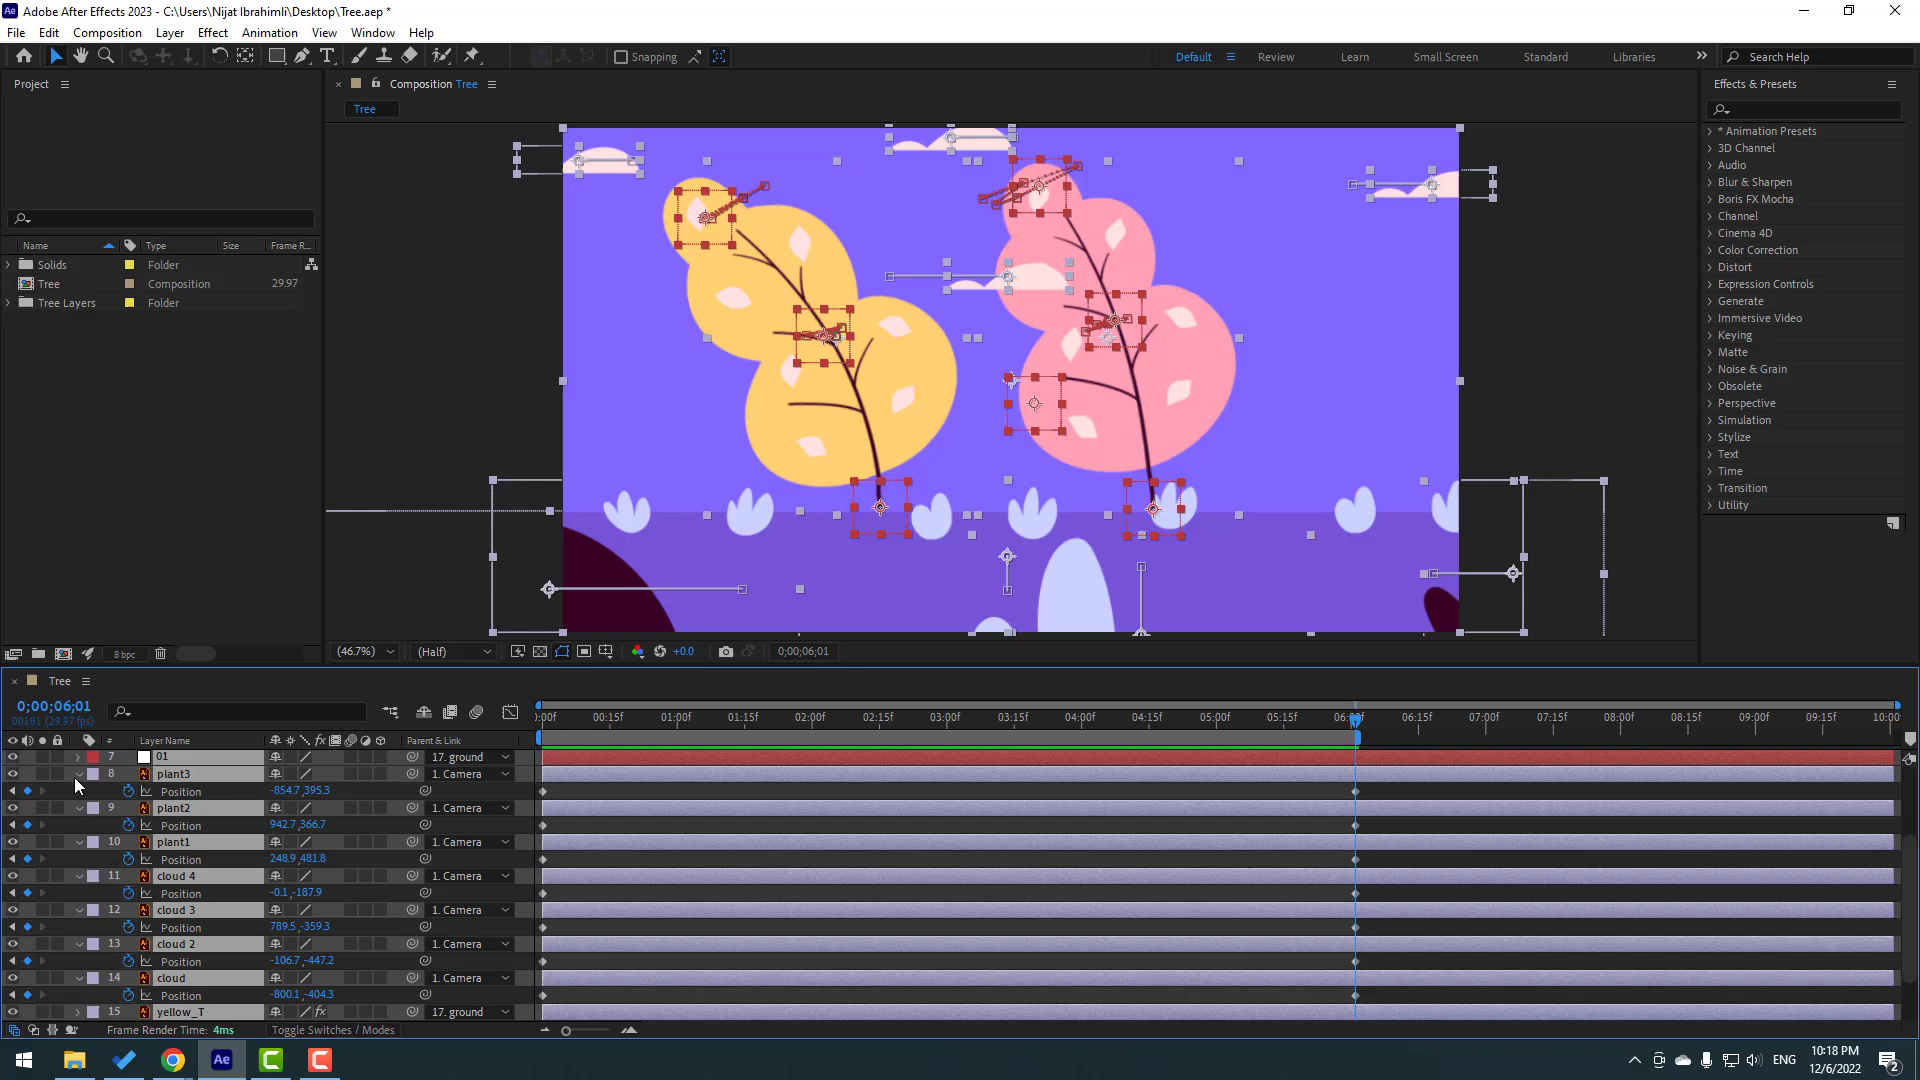 Adobe After Effects 2023 - C:\Users\Nijat Ibrahimli\Desktop\Tree.aep *
File Edit Composition Layer Effect Animation View Window Help
Snapping
Default Review Learn Small Screen Standard Libraries
Search Help
Project
Composition Tree
Tree
Effects & Presets
Name Type Size Frame R...
Solids Folder
Tree Composition 29.97
Tree Layers Folder
* Animation Presets
3D Channel
Audio
Blur & Sharpen
Boris FX Mocha
Channel
Cinema 4D
Color Correction
Distort
Expression Controls
Generate
Immersive Video
Keying
Matte
Noise & Grain
Obsolete
Perspective
Simulation
Stylize
Text
Time
Transition
Utility
8 bpc
(46.7%) (Half) +0.0 0;00;06;01
Tree
0;00;06;01
00181 (29.97 fps)
:00f 00:15f 01:00f 01:15f 02:00f 02:15f 03:00f 03:15f 04:00f 04:15f 05:00f 05:15f 06:00f 06:15f 07:00f 07:15f 08:00f 08:15f 09:00f 09:15f 10:00f
# Layer Name fx Parent & Link
7 01 17. ground
8 plant3 1. Camera
Position -854.7,395.3
9 plant2 1. Camera
Position 942.7,366.7
10 plant1 1. Camera
Position 248.9,481.8
11 cloud 4 1. Camera
Position -0.1,-187.9
12 cloud 3 1. Camera
Position 789.5,-359.3
13 cloud 2 1. Camera
Position -106.7,-447.2
14 cloud 1. Camera
Position -800.1,-404.3
15 yellow_T fx 17. ground
Frame Render Time: 4ms Toggle Switches / Modes
Ae
ENG
10:18 PM
12/6/2022
2